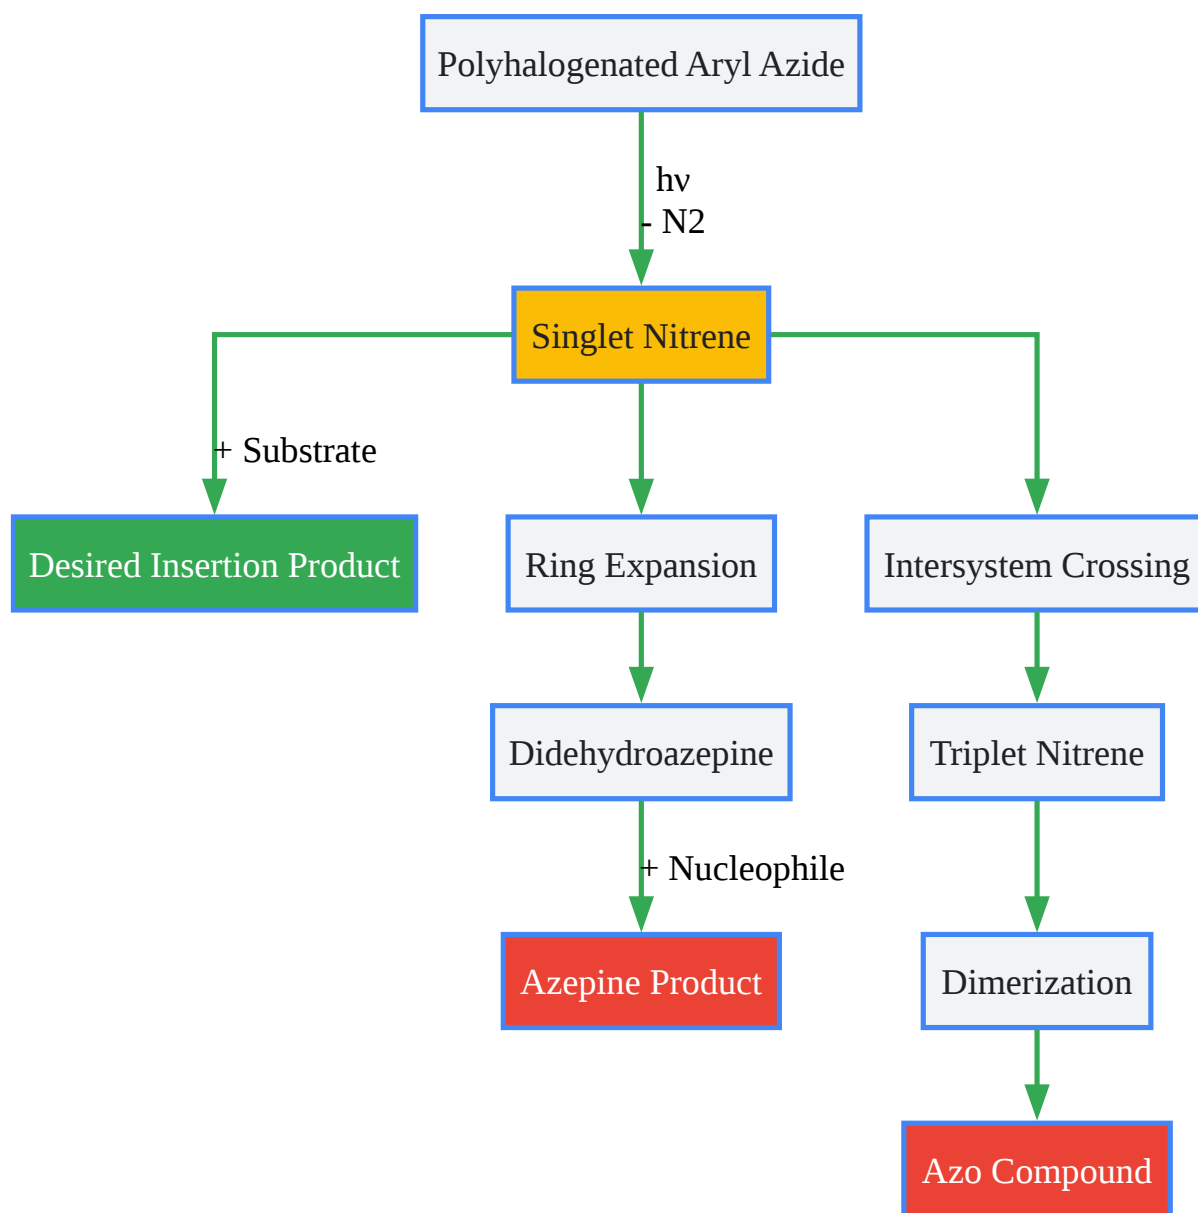 Polyhalogenated Aryl Azide
hν
- N2
Singlet Nitrene
+ Substrate
Desired Insertion Product
Ring Expansion
Intersystem Crossing
Didehydroazepine
Triplet Nitrene
+ Nucleophile
Azepine Product
Dimerization
Azo Compound